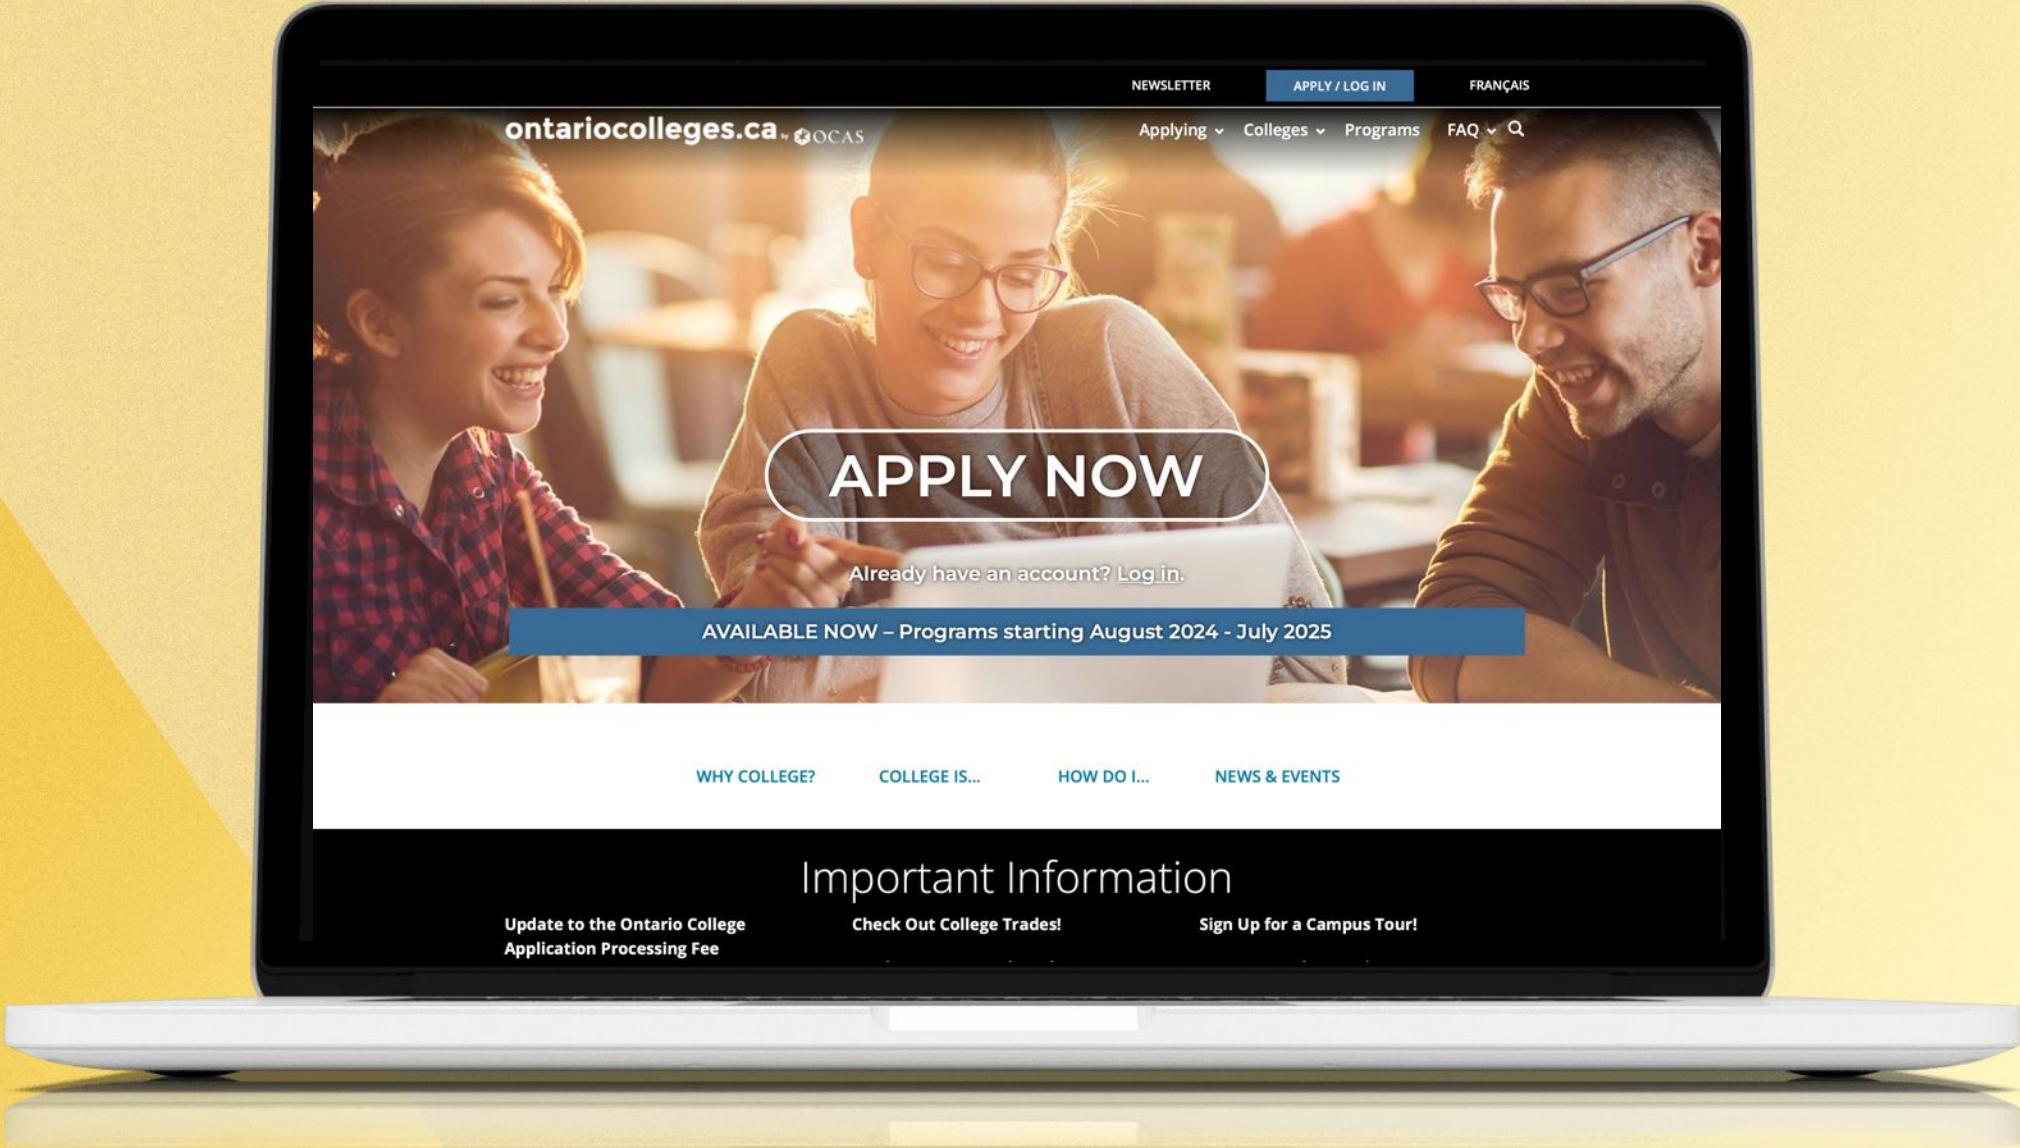 NEWSLETTER APPLY / LOG IN FRANÇAIS
ontariocolleges.ca by OCAS Applying Colleges Programs FAQ
APPLY NOW
Already have an account? Log in.
AVAILABLE NOW – Programs starting August 2024 - July 2025
WHY COLLEGE? COLLEGE IS... HOW DO I... NEWS & EVENTS
Important Information
Update to the Ontario College Check Out College Trades! Sign Up for a Campus Tour!
Application Processing Fee